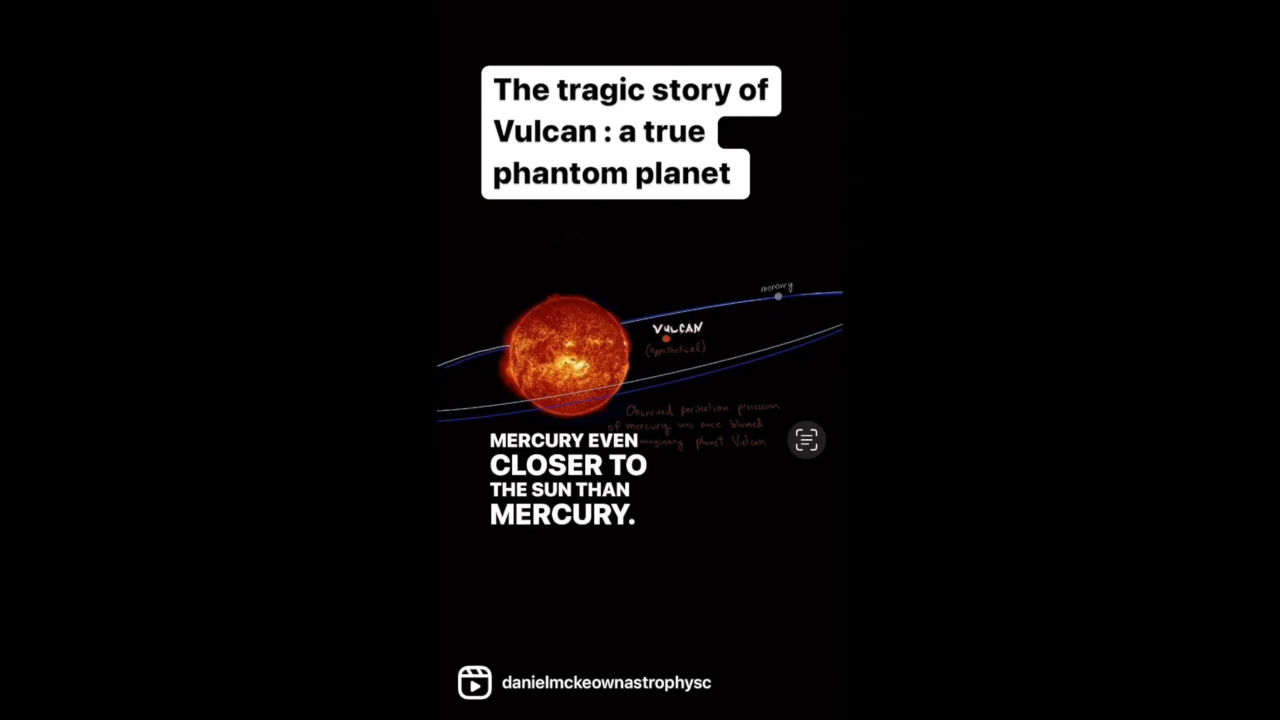 The tragic story of
Vulcan : a true
phantom planet
mercury
VULCAN
(hypothetical)
Observed perihelion precession
of mercury was once blamed
imaginary planet Vulcan
MERCURY EVEN
CLOSER TO
THE SUN THAN
MERCURY.
danielmckeownastrophysc